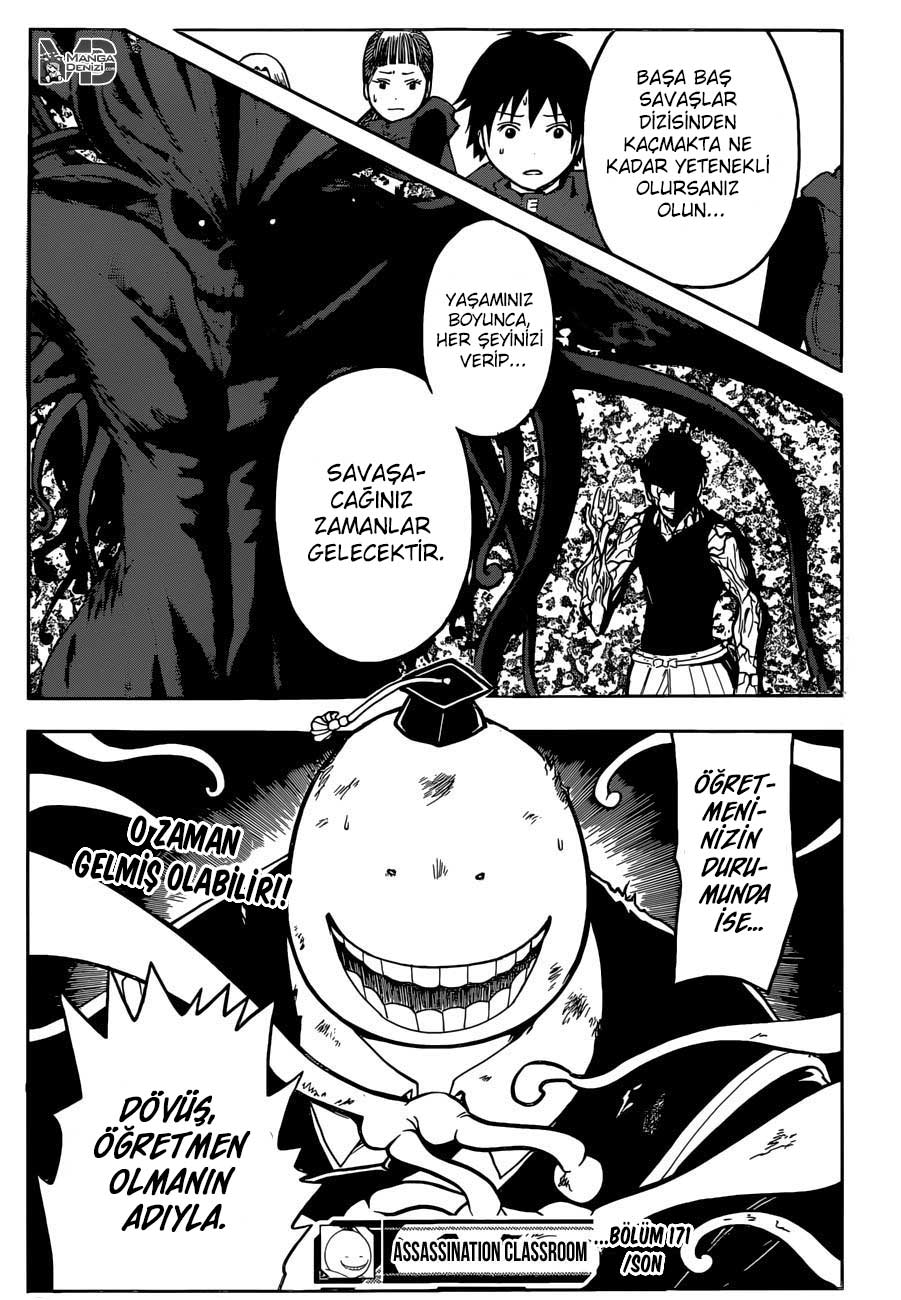 MANGA
DENİZİ
BAŞA BAŞ
SAVAŞLAR
DİZİSİNDEN
KAÇMAKTA NE
KADAR YETENEKLİ
OLURSANIZ
OLUN...
YAŞAMINIZ
BOYUNCA,
HER ŞEYİNİZİ
VERİP...
SAVAŞA-
CAĞINIZ
ZAMANLAR
GELECEKTİR.
ÖĞRET-
MENİ-
NİZİN
DURU-
MUNDA
İSE...
O ZAMAN
GELMİŞ OLABİLİR!!
DÖVÜŞ,
ÖĞRETMEN
OLMANIN
ADIYLA.
ASSASSINATION CLASSROOM
...BÖLÜM 171
/SON